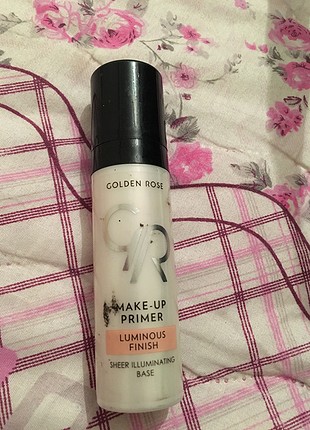 GOLDEN ROSE
GR
MAKE-UP
PRIMER
LUMINOUS
FINISH
SHEER ILLUMINATING
BASE